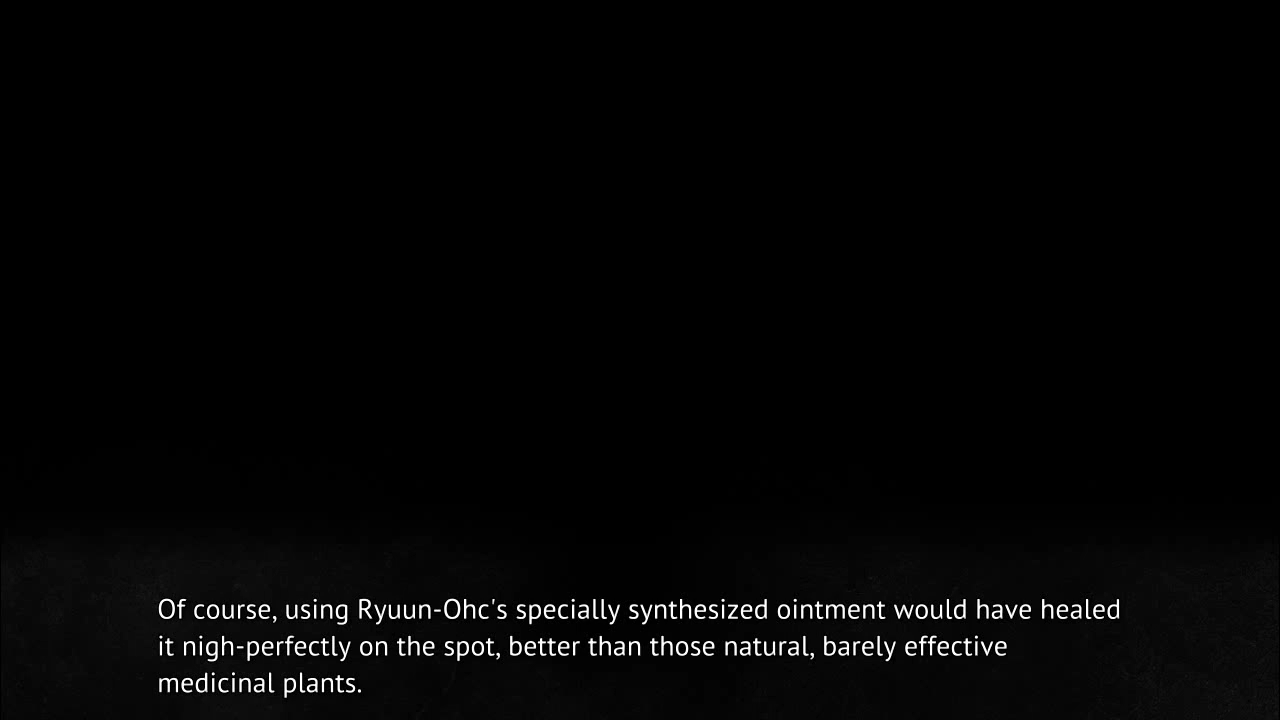 Of course, using Ryuun-Ohc's specially synthesized ointment would have healed
it nigh-perfectly on the spot, better than those natural, barely effective
medicinal plants.